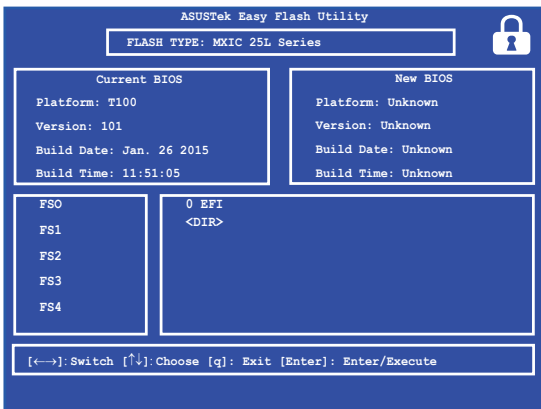 ASUSTek Easy Flash Utility
FLASH TYPE: MXIC 25L Series
Current BIOS
Platform: T100
Version: 101
Build Date: Jan. 26 2015
Build Time: 11:51:05
New BIOS
Platform: Unknown
Version: Unknown
Build Date: Unknown
Build Time: Unknown
FSO
FS1
FS2
FS3
FS4
0 EFI
<DIR>
[←→]: Switch [↑↓]: Choose [q]: Exit [Enter]: Enter/Execute